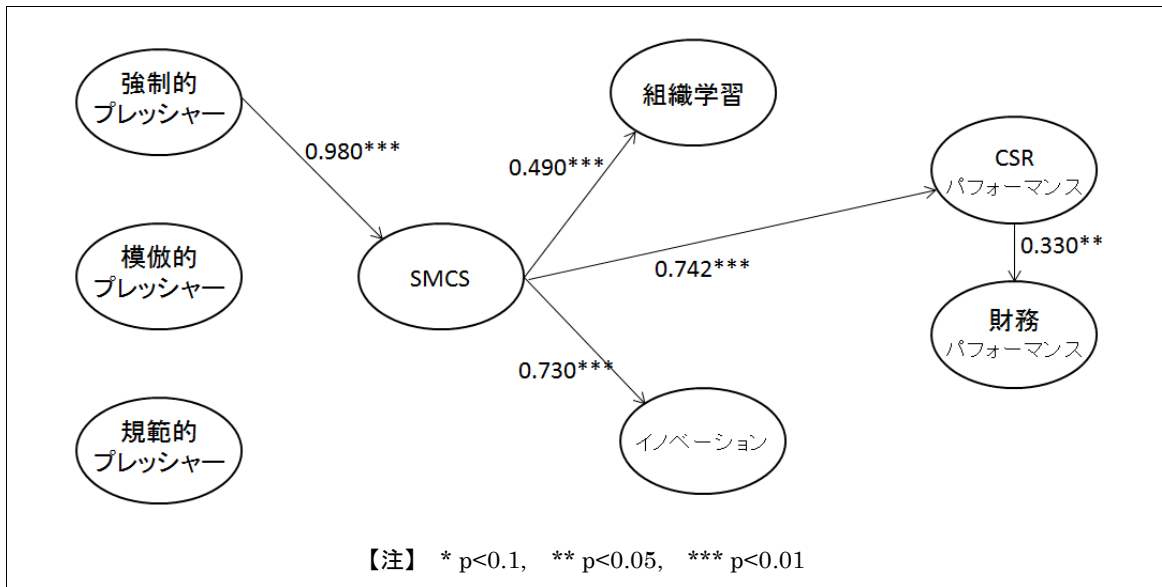 強制的
プレッシャー
0.980***
模倣的
プレッシャー
規範的
プレッシャー
SMCS
組織学習
0.490***
0.742***
0.730***
イノベーション
CSR
パフォーマンス
0.330**
財務
パフォーマンス
【注】 * p<0.1, ** p<0.05, *** p<0.01